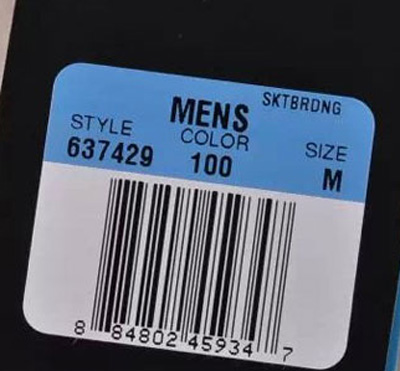 SKTBRDNG
MENS
STYLE COLOR SIZE
637429 100 M
8 84802 45934 7